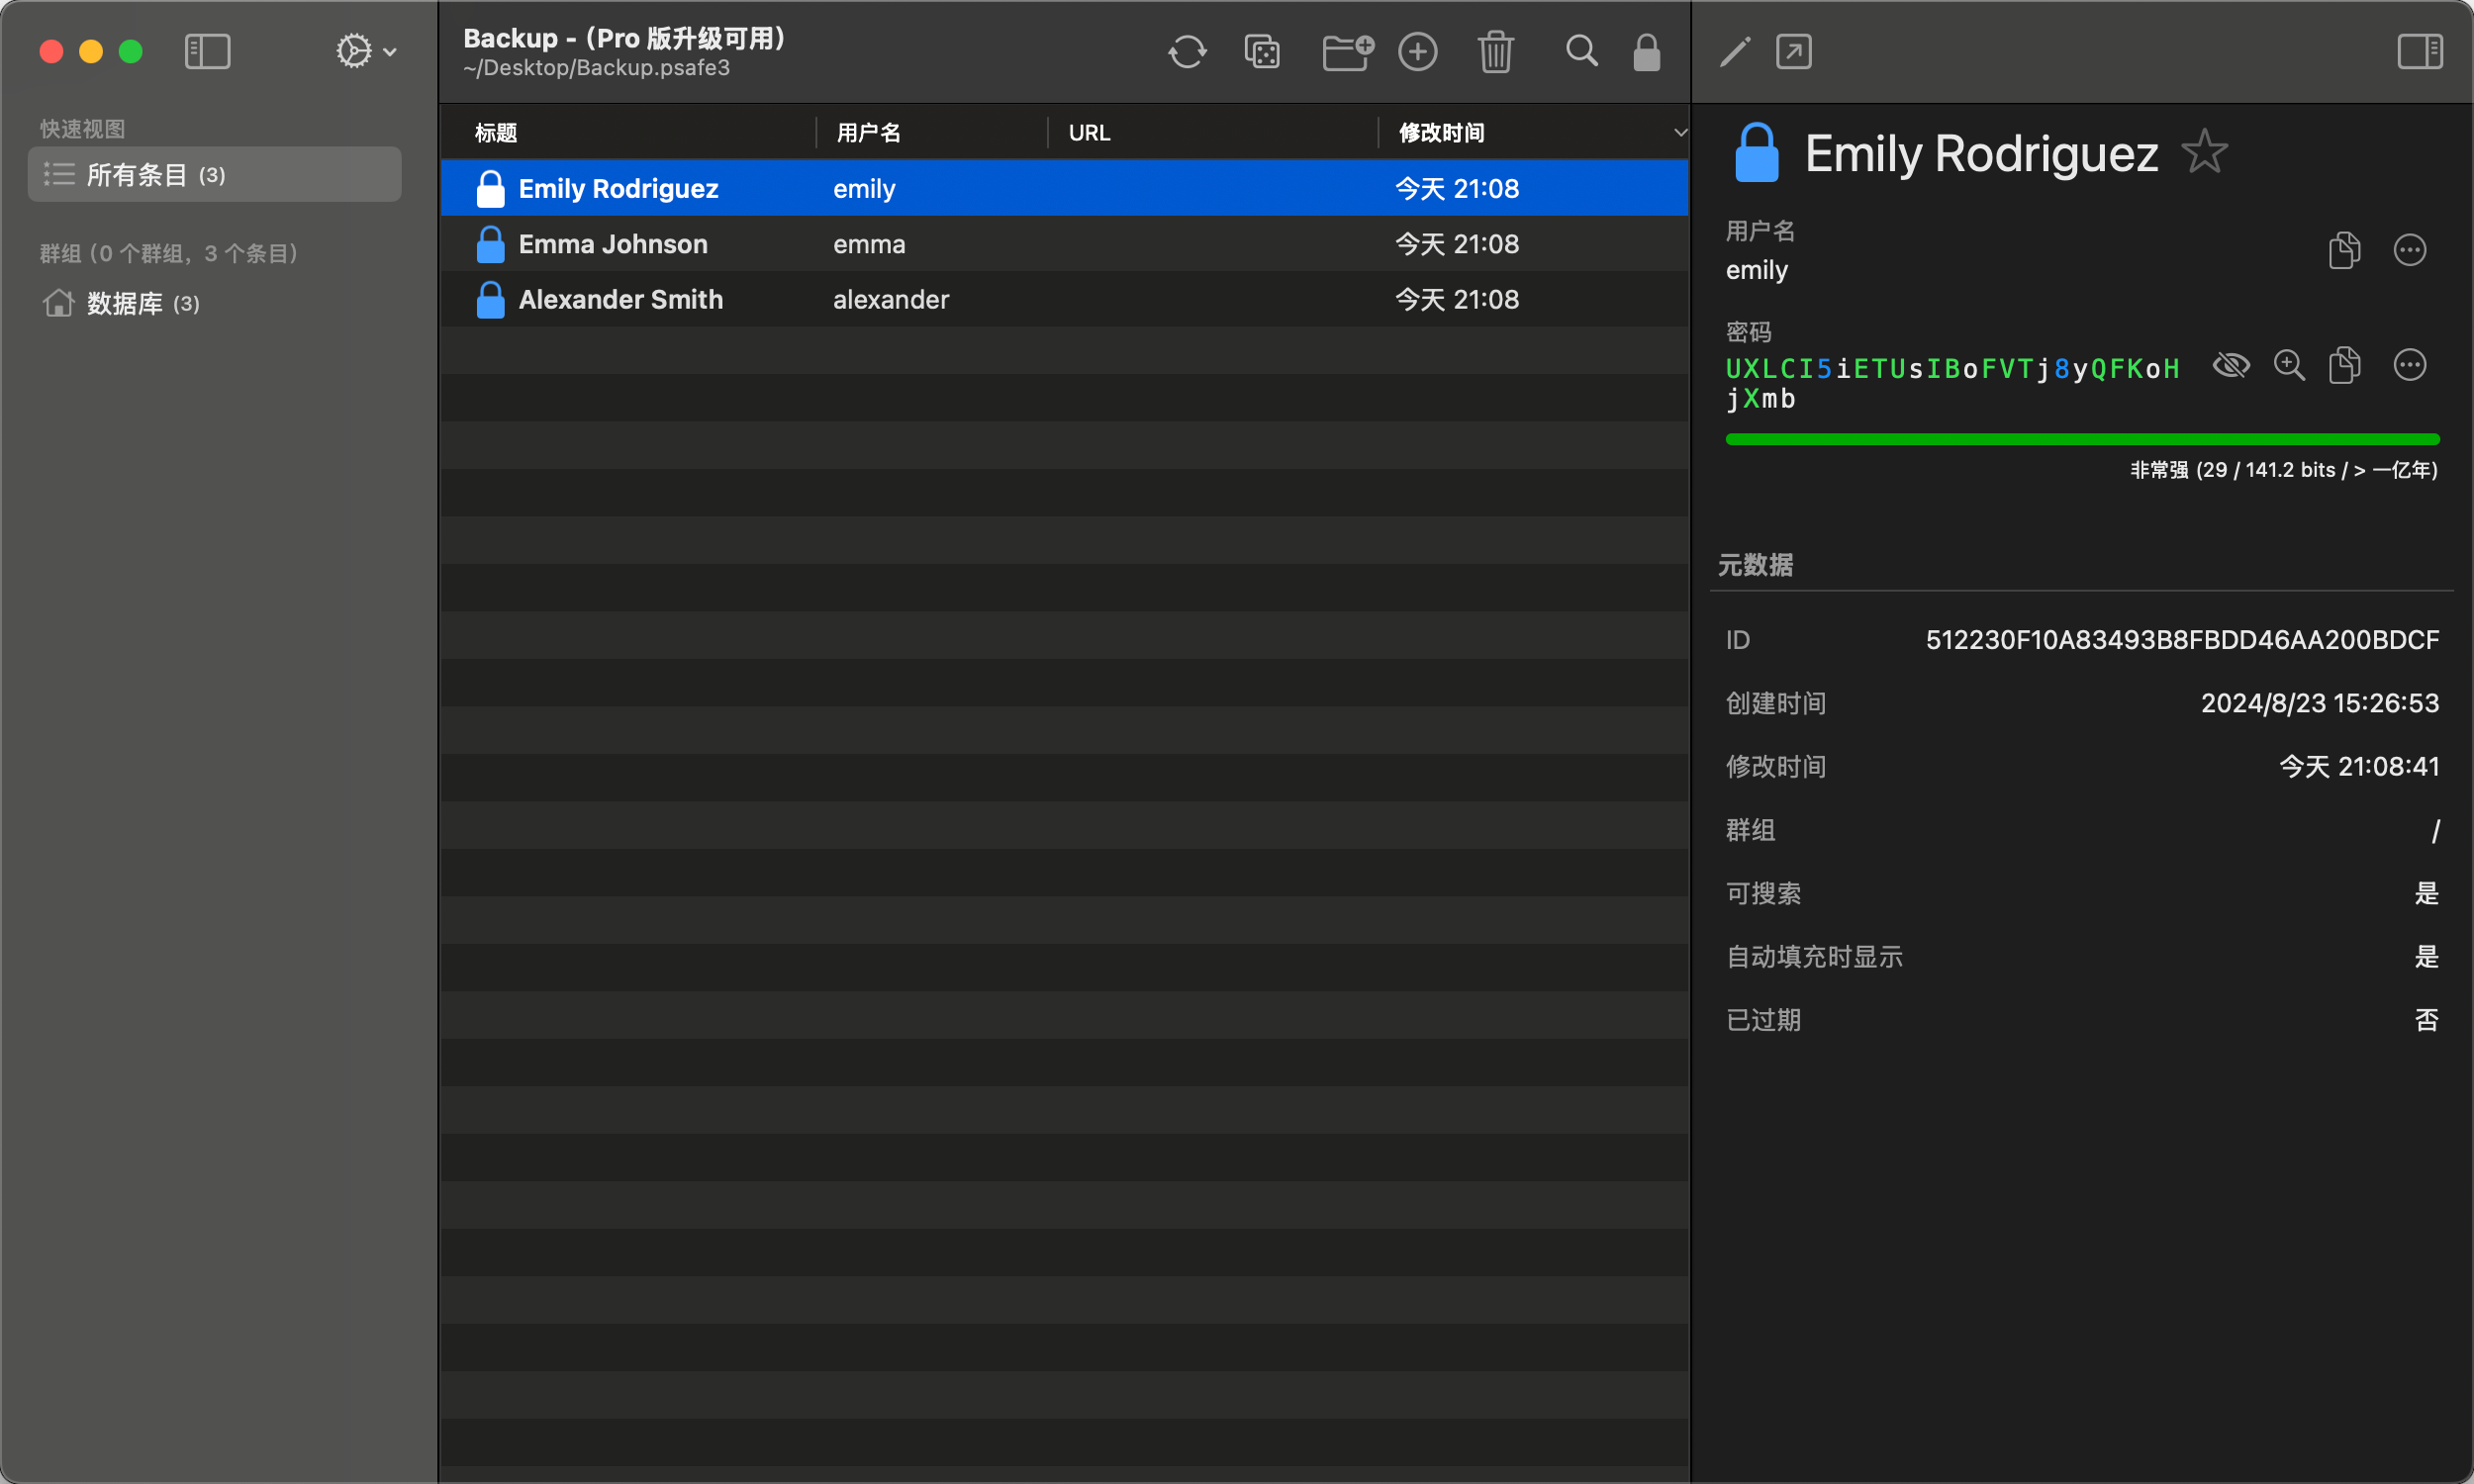 Backup - (Pro 版升级可用)
~/Desktop/Backup.psafe3
快速视图
所有条目 (3)
群组 (0 个群组, 3 个条目)
数据库 (3)
标题 用户名 URL 修改时间
Emily Rodriguez emily 今天 21:08
Emma Johnson emma 今天 21:08
Alexander Smith alexander 今天 21:08
Emily Rodriguez
用户名
emily
密码
UXLCI5iETUsIBoFVTj8yQFKoH
jXmb
非常强 (29 / 141.2 bits / > 一亿年)
元数据
ID 512230F10A83493B8FBDD46AA200BDCF
创建时间 2024/8/23 15:26:53
修改时间 今天 21:08:41
群组 /
可搜索 是
自动填充时显示 是
已过期 否